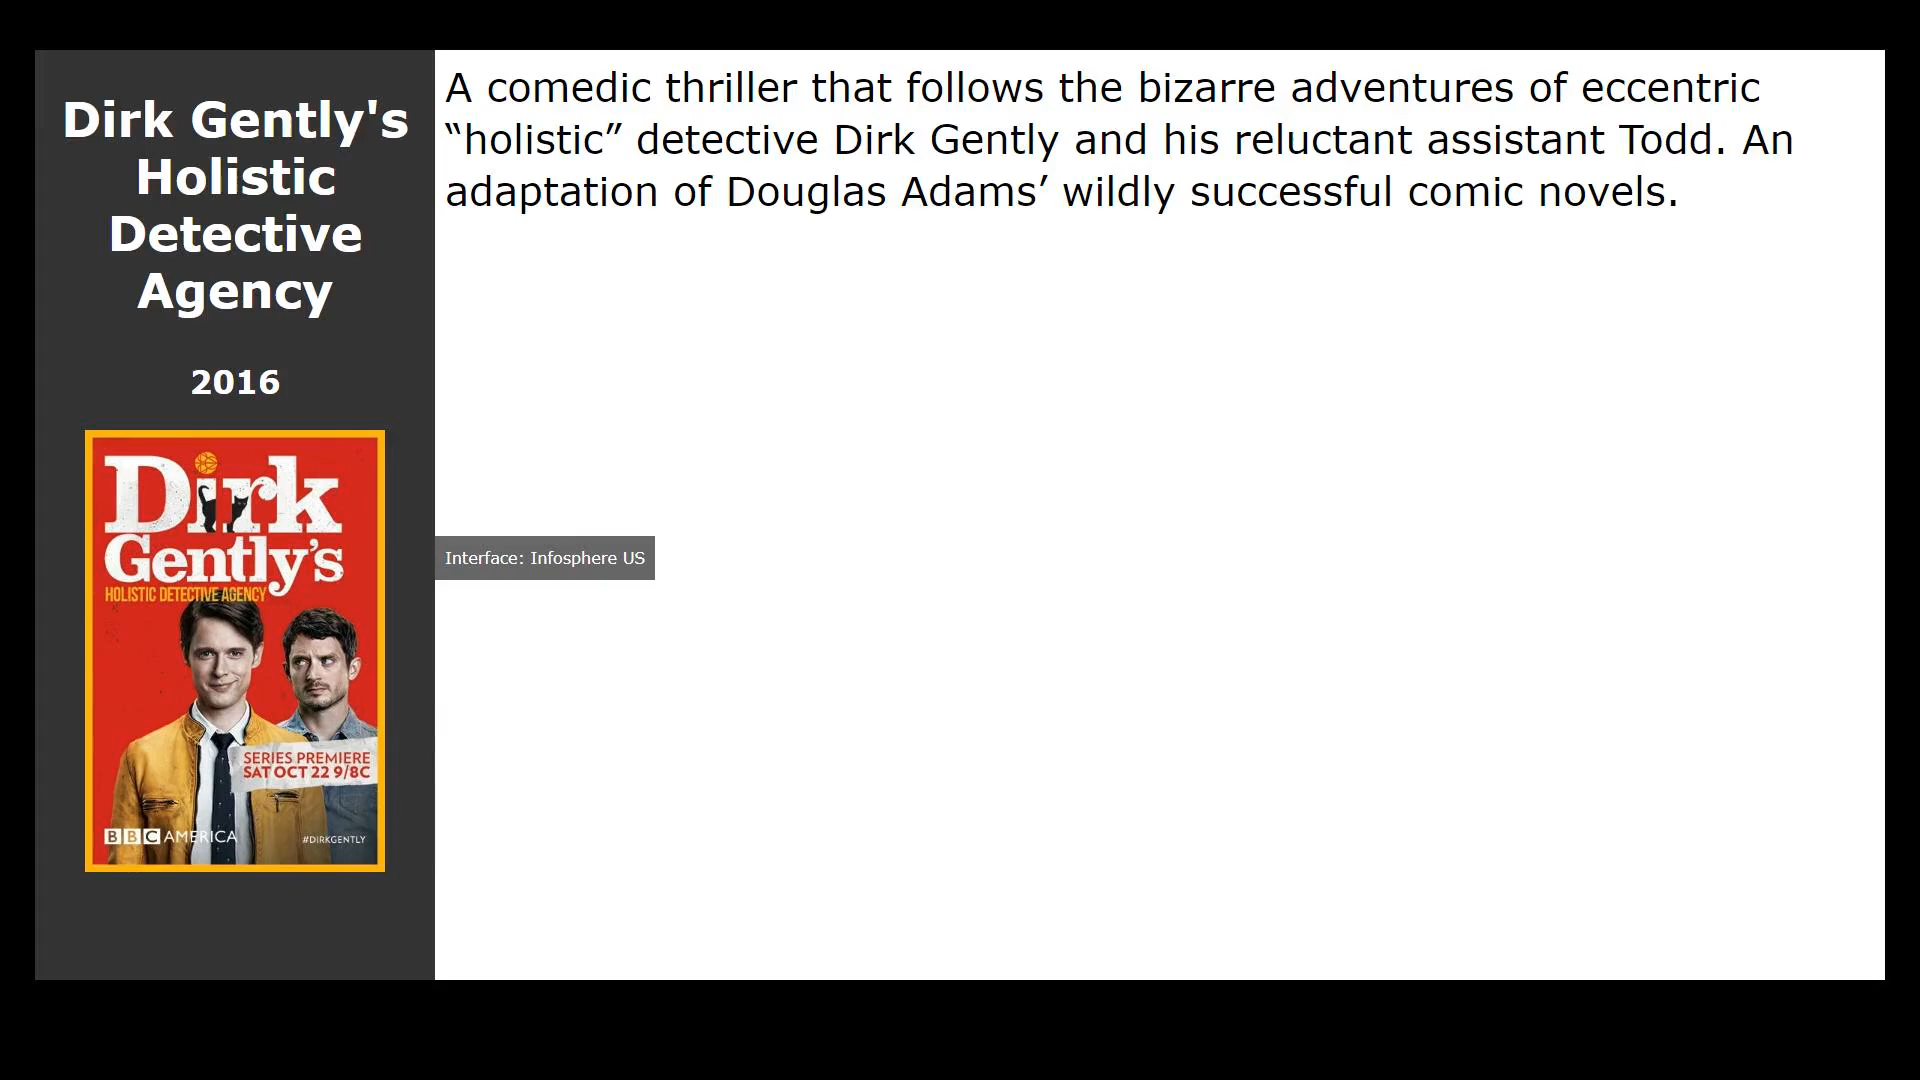 Dirk Gently's
Holistic
Detective
Agency
2016
Dirk
Gently's
HOLISTIC DETECTIVE AGENCY
SERIES PREMIERE
SAT OCT 22 9/8C
BBC AMERICA
#DIRKGENTLY
A comedic thriller that follows the bizarre adventures of eccentric
“holistic” detective Dirk Gently and his reluctant assistant Todd. An
adaptation of Douglas Adams’ wildly successful comic novels.
Interface: Infosphere US